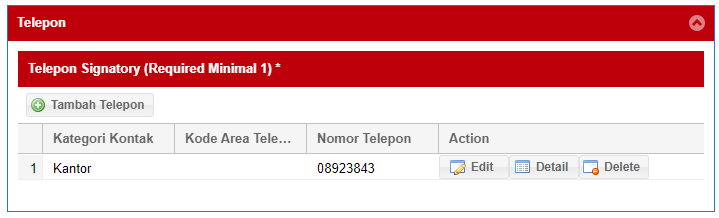 Telepon
Telepon Signatory (Required Minimal 1) *
Tambah Telepon
Kategori Kontak Kode Area Tele... Nomor Telepon Action
1 Kantor 08923843 Edit Detail Delete